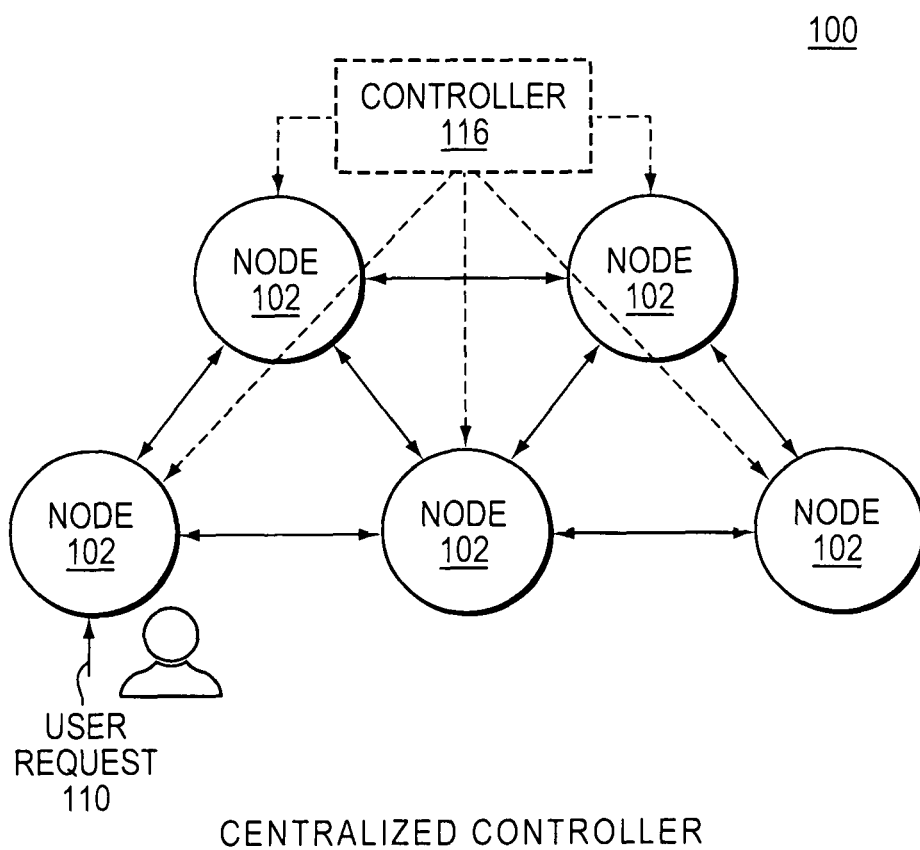 100
CONTROLLER
116
NODE
102
NODE
102
NODE
102
NODE
102
NODE
102
USER
REQUEST
110
CENTRALIZED CONTROLLER